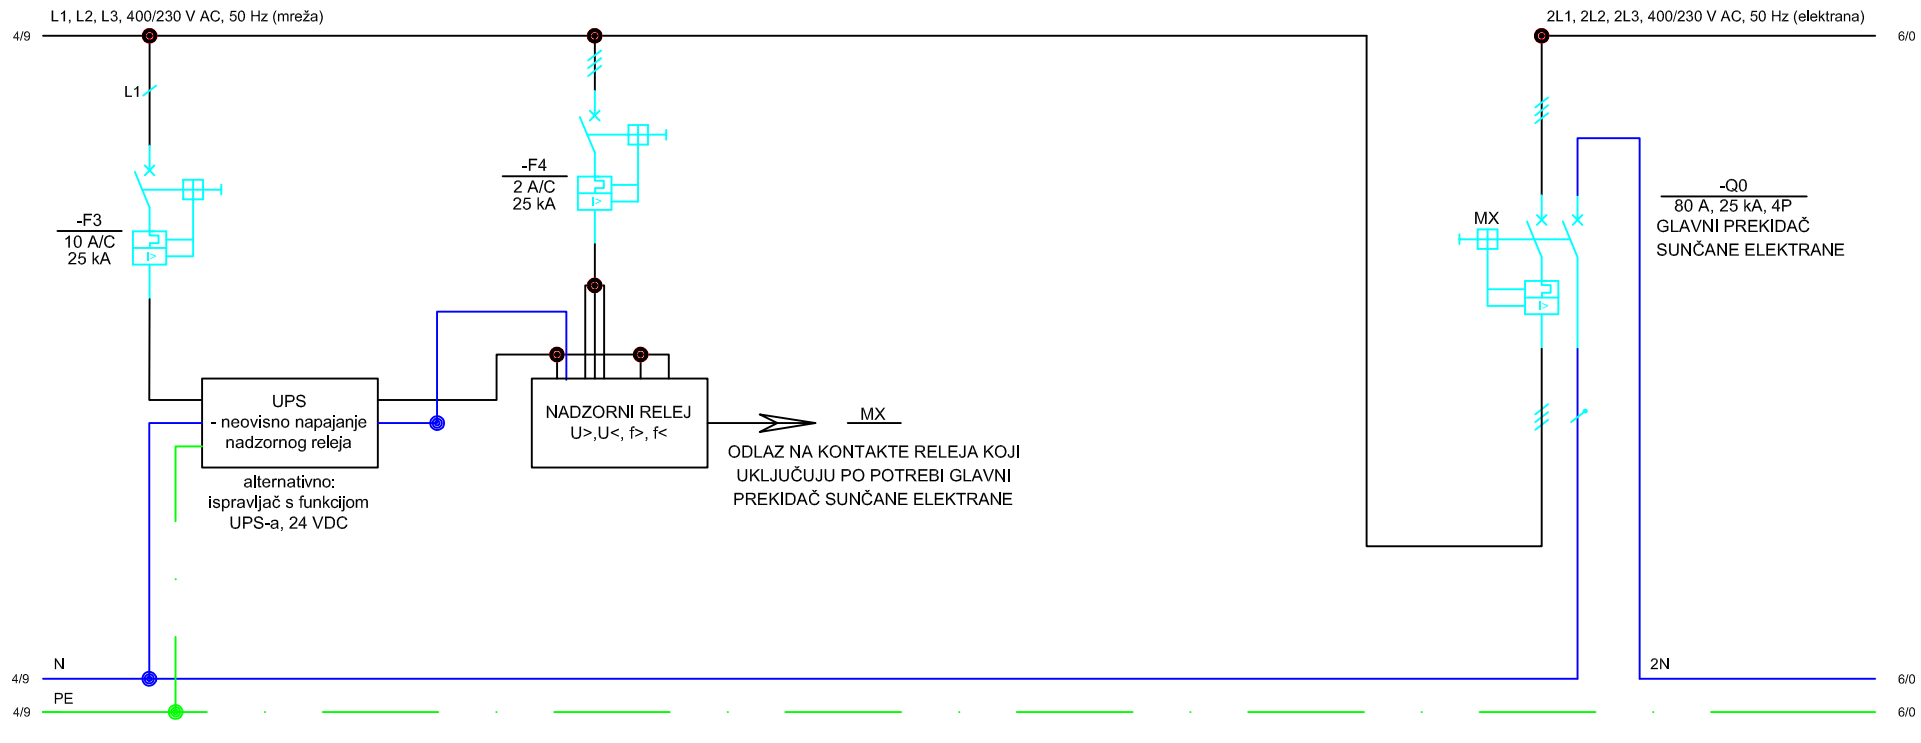 L1, L2, L3, 400/230 V AC, 50 Hz (mreža)
2L1, 2L2, 2L3, 400/230 V AC, 50 Hz (elektrana)
4/9
6/0
L1
-F3
10 A/C
25 kA
I>
-F4
2 A/C
25 kA
I>
MX
I>
-Q0
80 A, 25 kA, 4P
GLAVNI PREKIDAČ
SUNČANE ELEKTRANE
UPS
- neovisno napajanje
nadzornog releja
alternativno:
ispravljač s funkcijom
UPS-a, 24 VDC
NADZORNI RELEJ
U>,U<, f>, f<
MX
ODLAZ NA KONTAKTE RELEJA KOJI
UKLJUČUJU PO POTREBI GLAVNI
PREKIDAČ SUNČANE ELEKTRANE
N
2N
4/9
6/0
PE
4/9
6/0